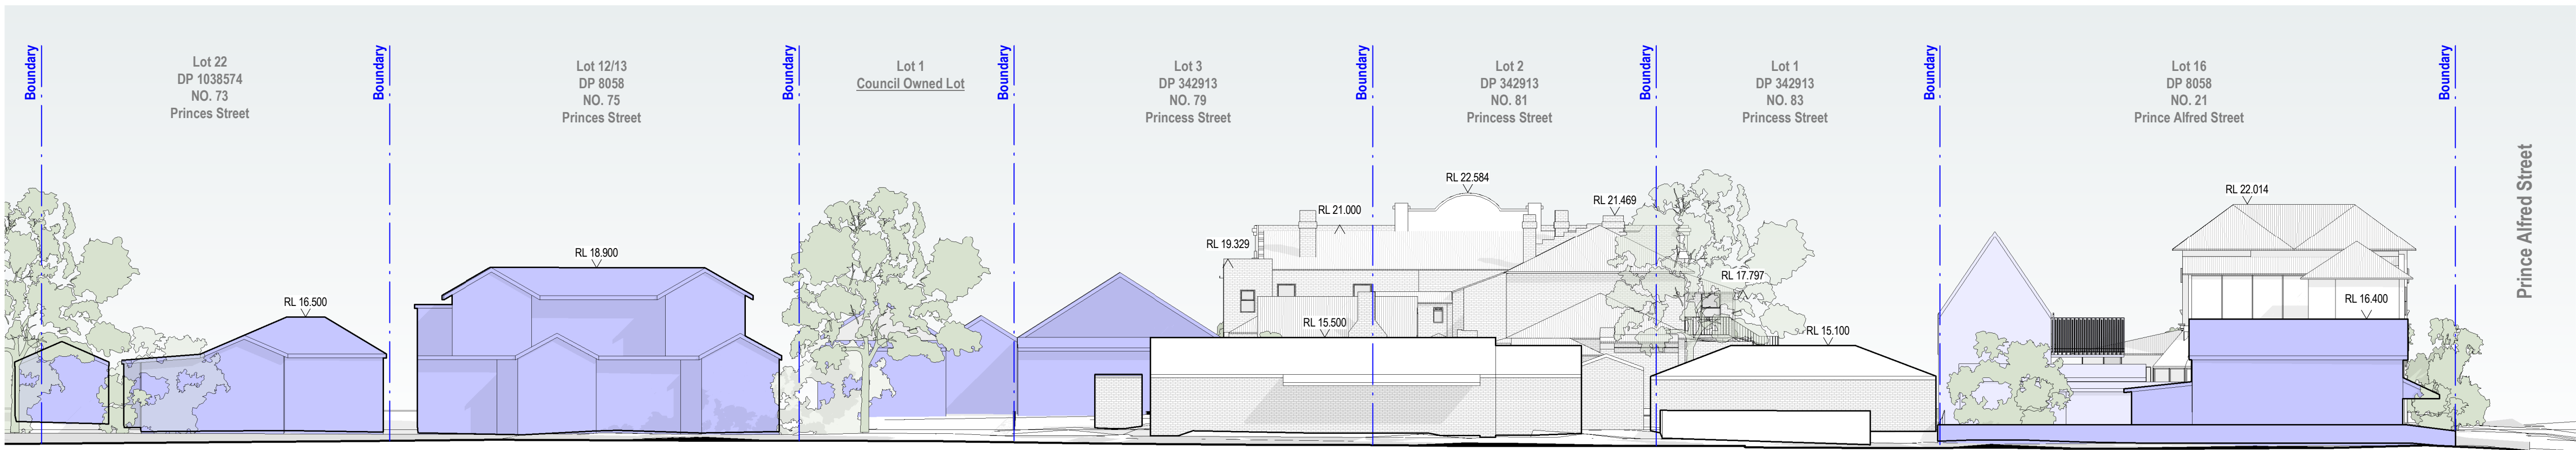 Boundary
Lot 22
DP 1038574
NO. 73
Princes Street
Boundary
Lot 12/13
DP 8058
NO. 75
Princes Street
Boundary
Lot 1
Council Owned Lot
Boundary
Lot 3
DP 342913
NO. 79
Princess Street
Boundary
Lot 2
DP 342913
NO. 81
Princess Street
Boundary
Lot 1
DP 342913
NO. 83
Princess Street
Boundary
Lot 16
DP 8058
NO. 21
Prince Alfred Street
Boundary
Prince Alfred Street
RL 16.500
RL 18.900
RL 19.329
RL 21.000
RL 15.500
RL 22.584
RL 21.469
RL 17.797
RL 15.100
RL 22.014
RL 16.400